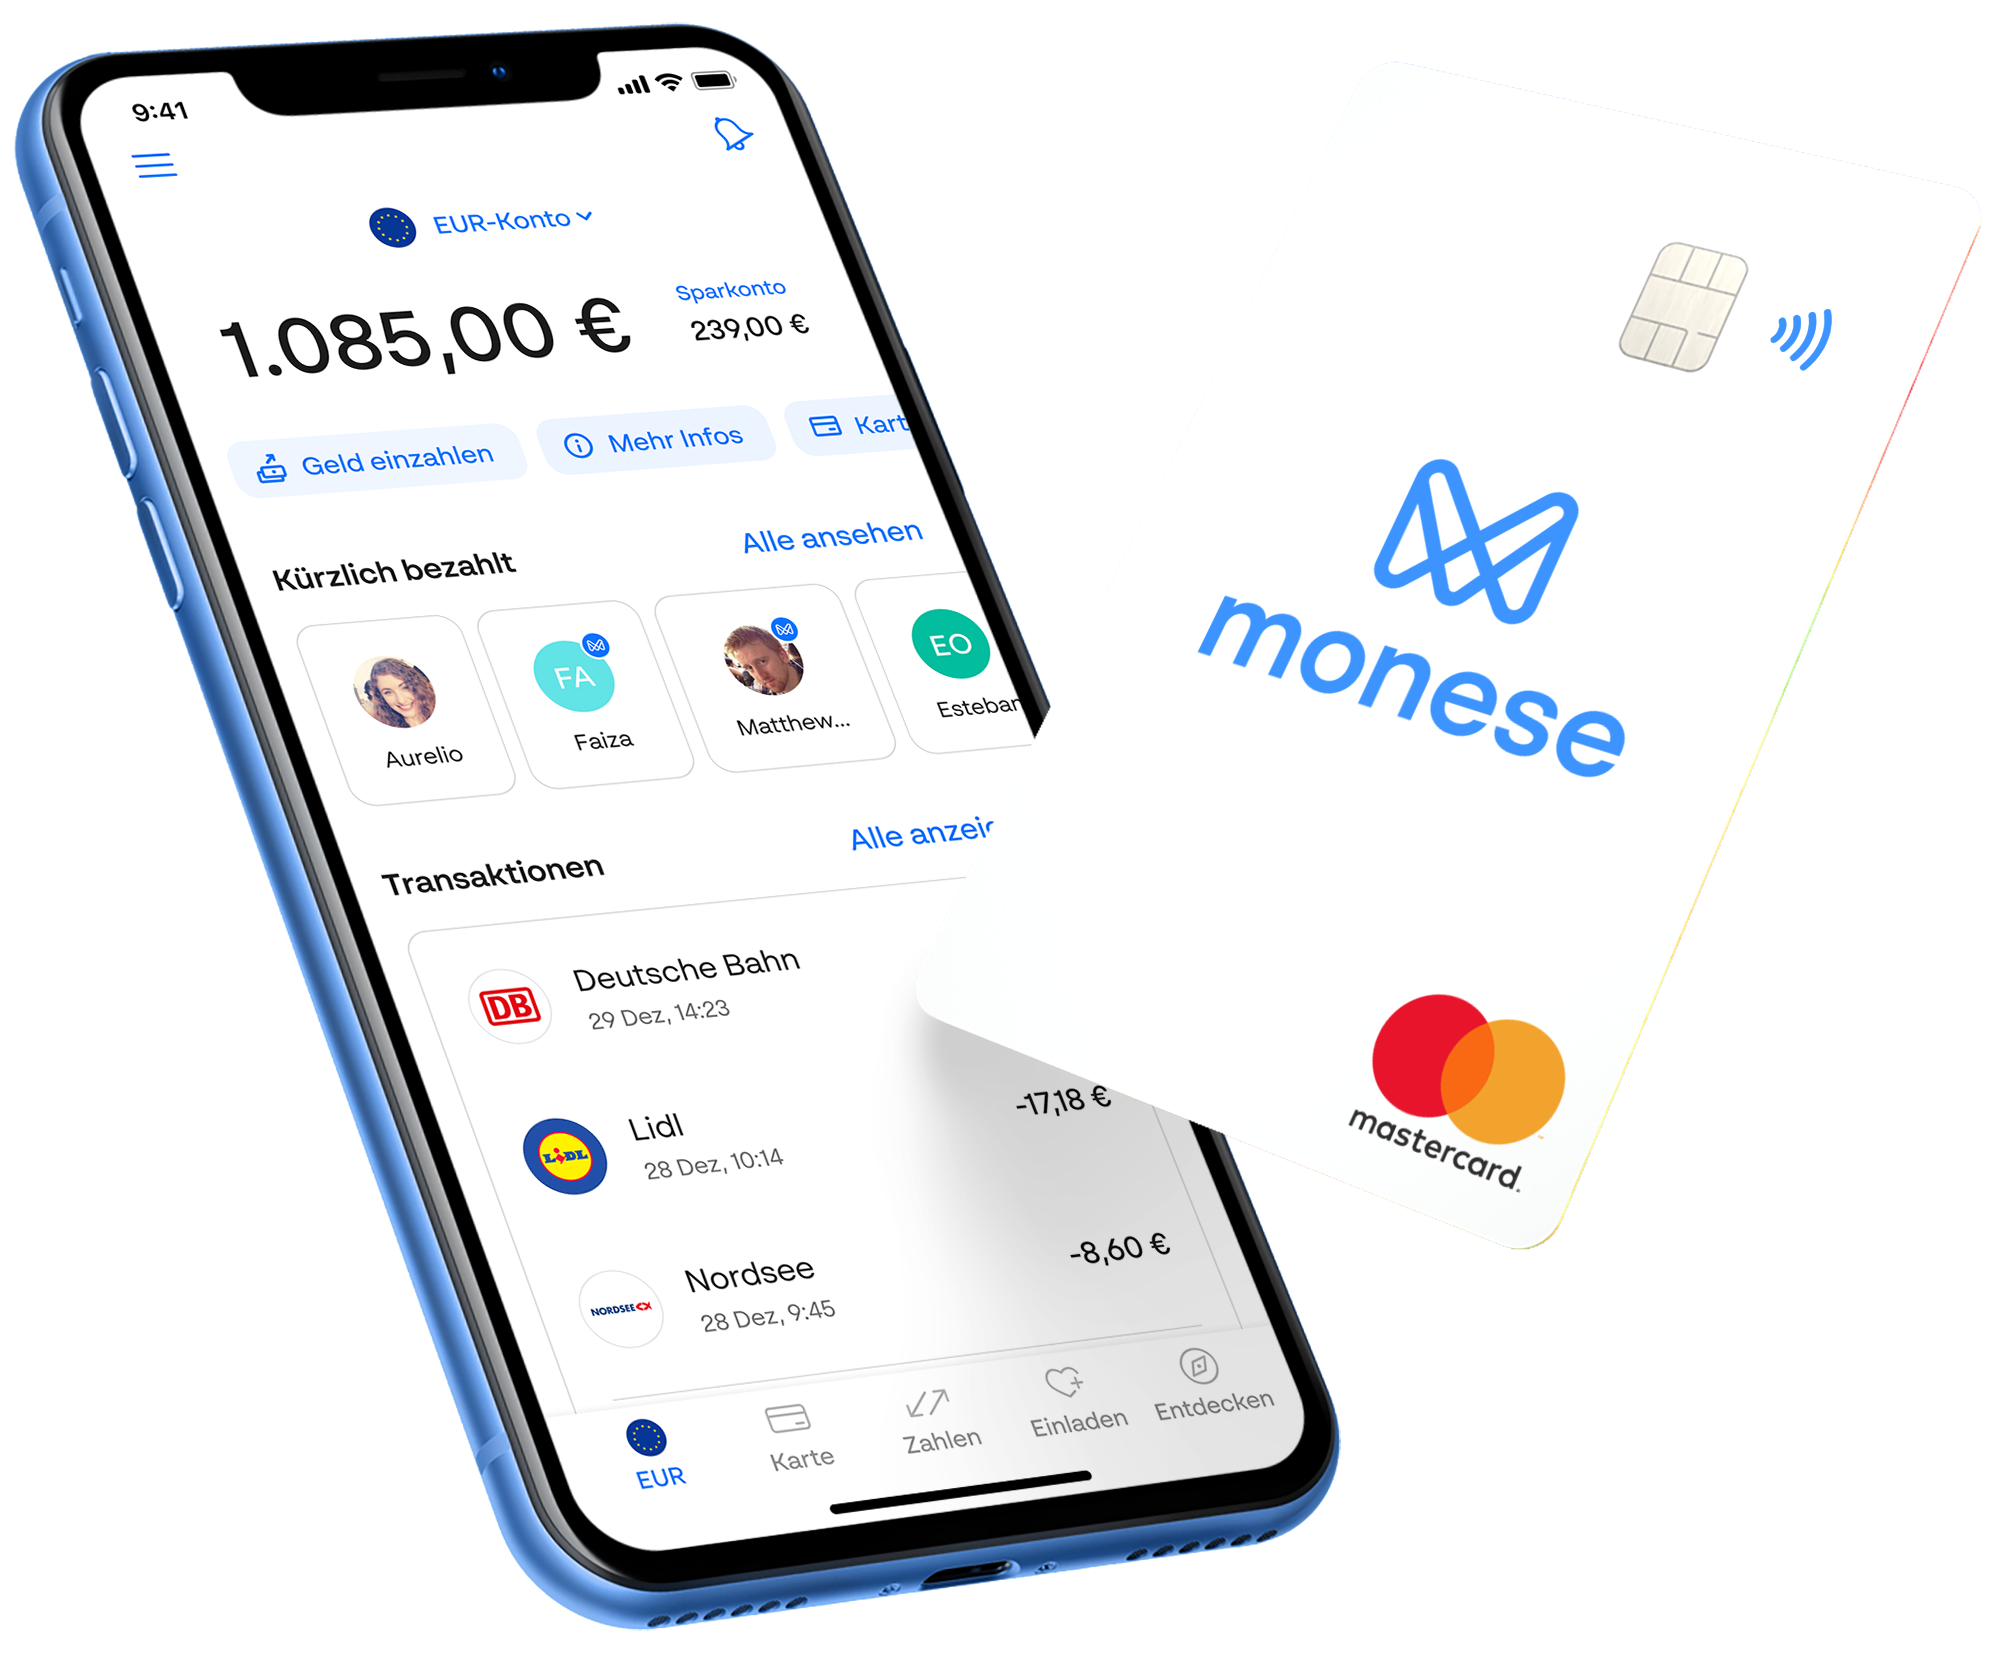 9:41
EUR-Konto
1.085,00 €
Sparkonto
239,00 €
Geld einzahlen
Mehr Infos
Kart
Kürzlich bezahlt
Alle ansehen
Aurelio
FA
Faiza
Matthew...
EO
Esteban
Transaktionen
Alle anzeig
DB
Deutsche Bahn
29 Dez, 14:23
LIDL
Lidl
28 Dez, 10:14
-17,18 €
NORDSEE
Nordsee
28 Dez, 9:45
-8,60 €
EUR
Karte
Zahlen
Einladen
Entdecken
monese
mastercard.